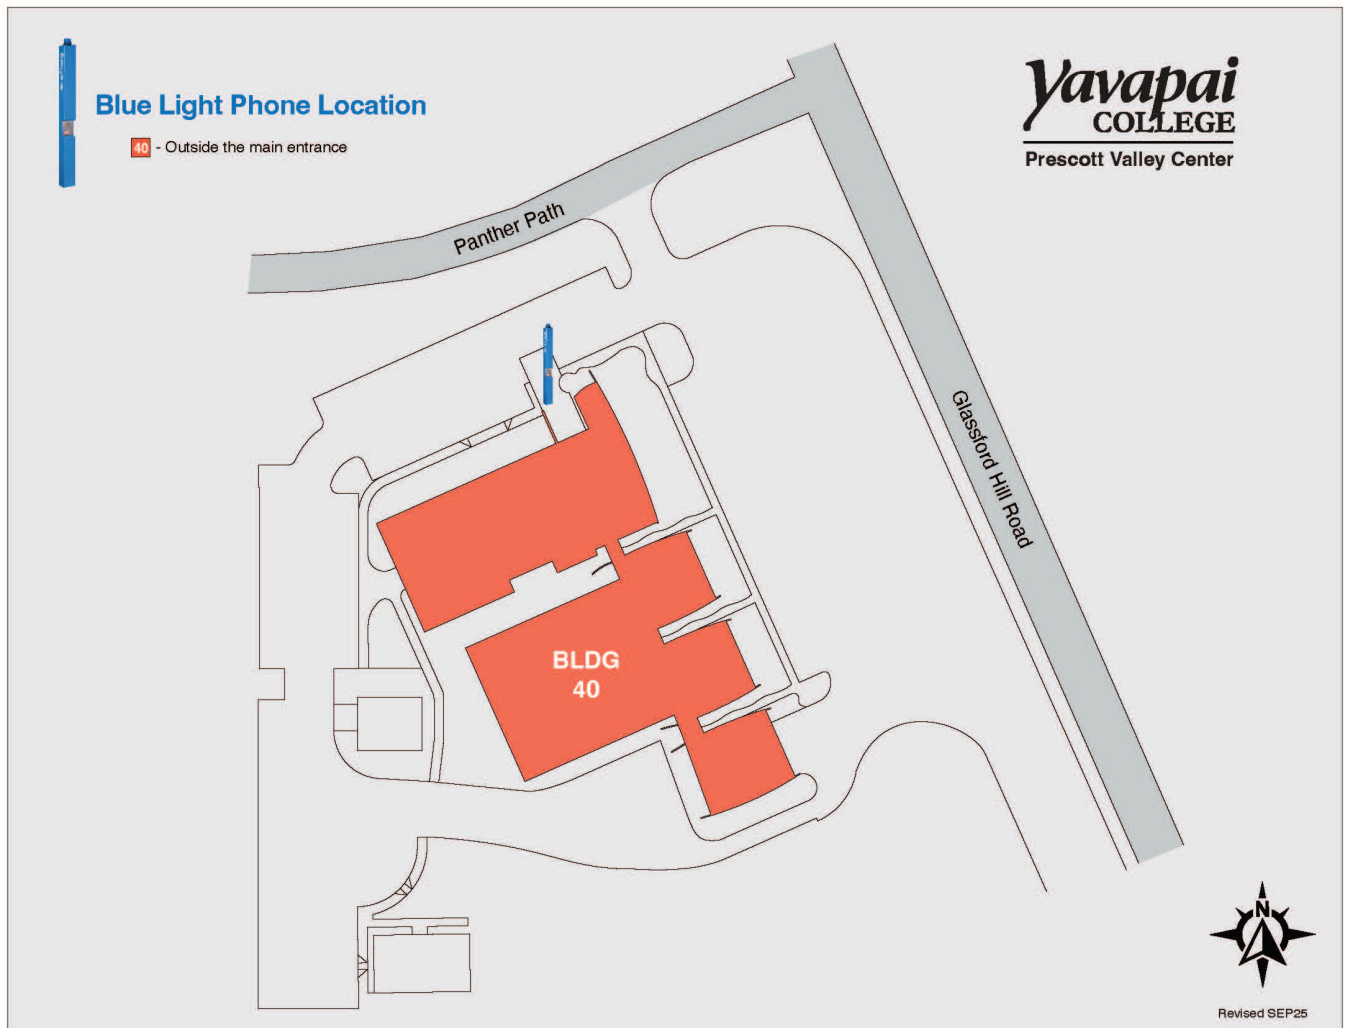 Blue Light Phone Location
40 - Outside the main entrance
Yavapai
COLLEGE
Prescott Valley Center
Panther Path
Glassford Hill Road
BLDG
40
N
Revised SEP25